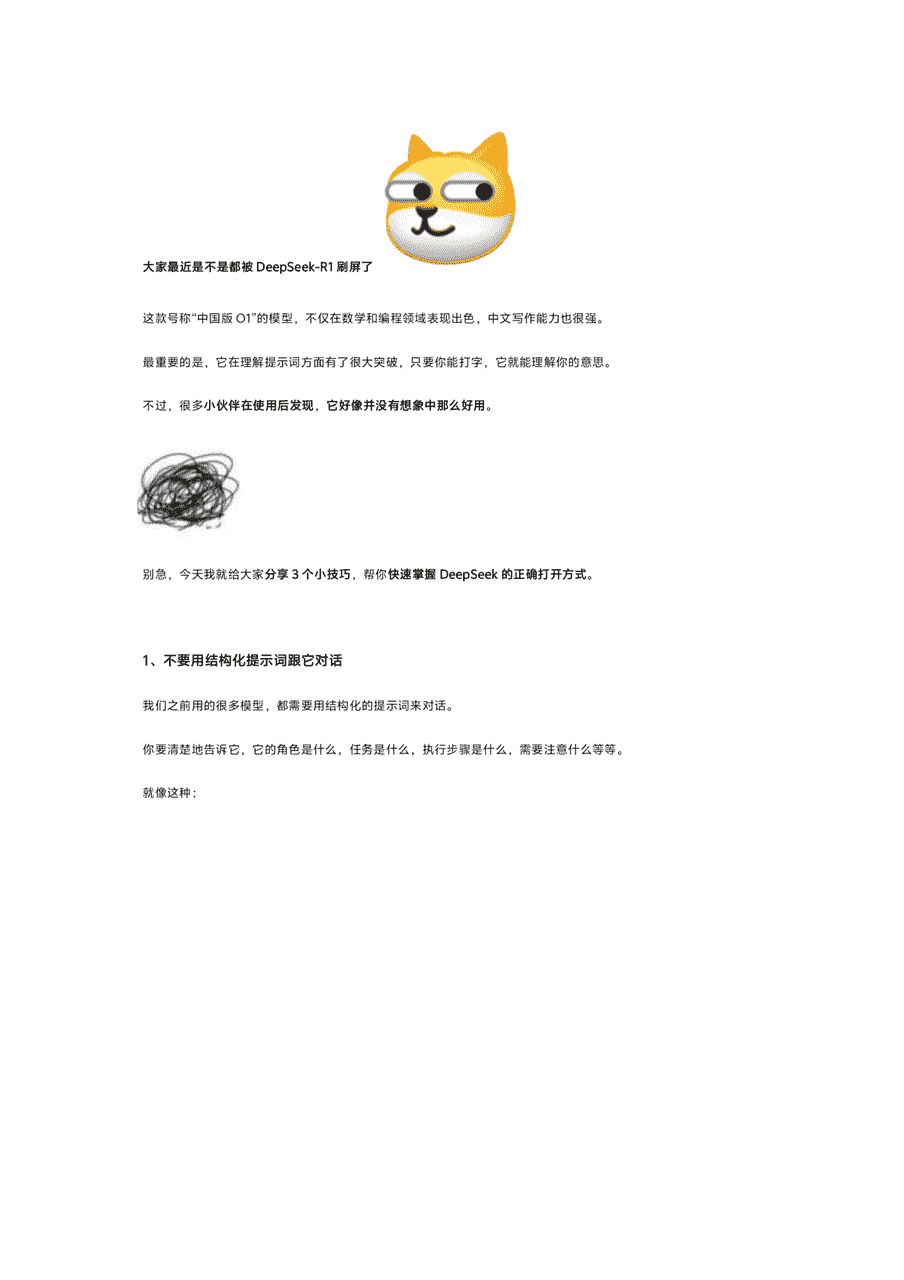 大家最近是不是都被 DeepSeek-R1 刷屏了
这款号称“中国版 O1”的模型，不仅在数学和编程领域表现出色，中文写作能力也很强。
最重要的是，它在理解提示词方面有了很大突破，只要你能打字，它就能理解你的意思。
不过，很多小伙伴在使用后发现，它好像并没有想象中那么好用。
别急，今天我就给大家分享 3 个小技巧，帮你快速掌握 DeepSeek 的正确打开方式。
1、不要用结构化提示词跟它对话
我们之前用的很多模型，都需要用结构化的提示词来对话。
你要清楚地告诉它，它的角色是什么，任务是什么，执行步骤是什么，需要注意什么等等。
就像这种：